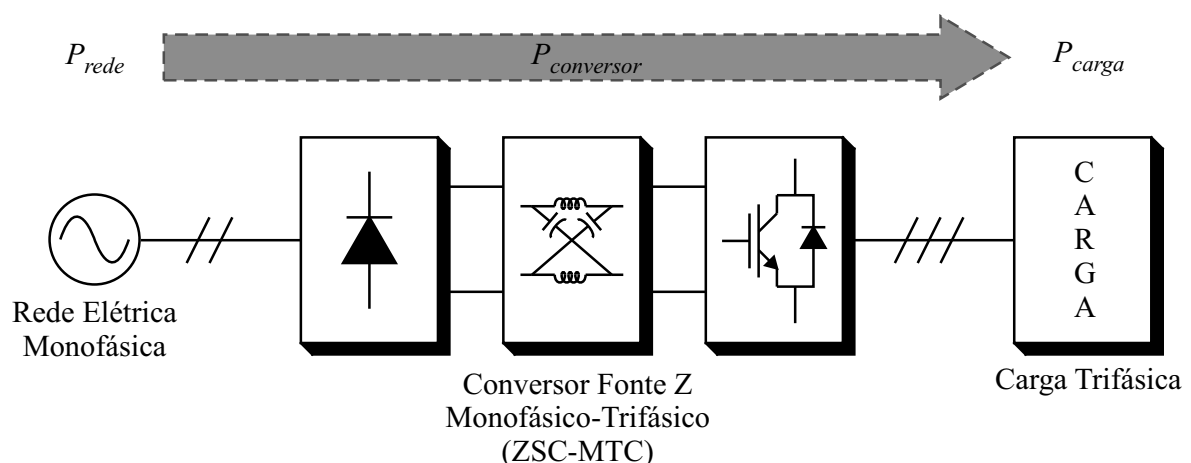 P_rede
P_conversor
P_carga
C
A
R
G
A
Rede Elétrica
Monofásica
Conversor Fonte Z
Monofásico-Trifásico
(ZSC-MTC)
Carga Trifásica